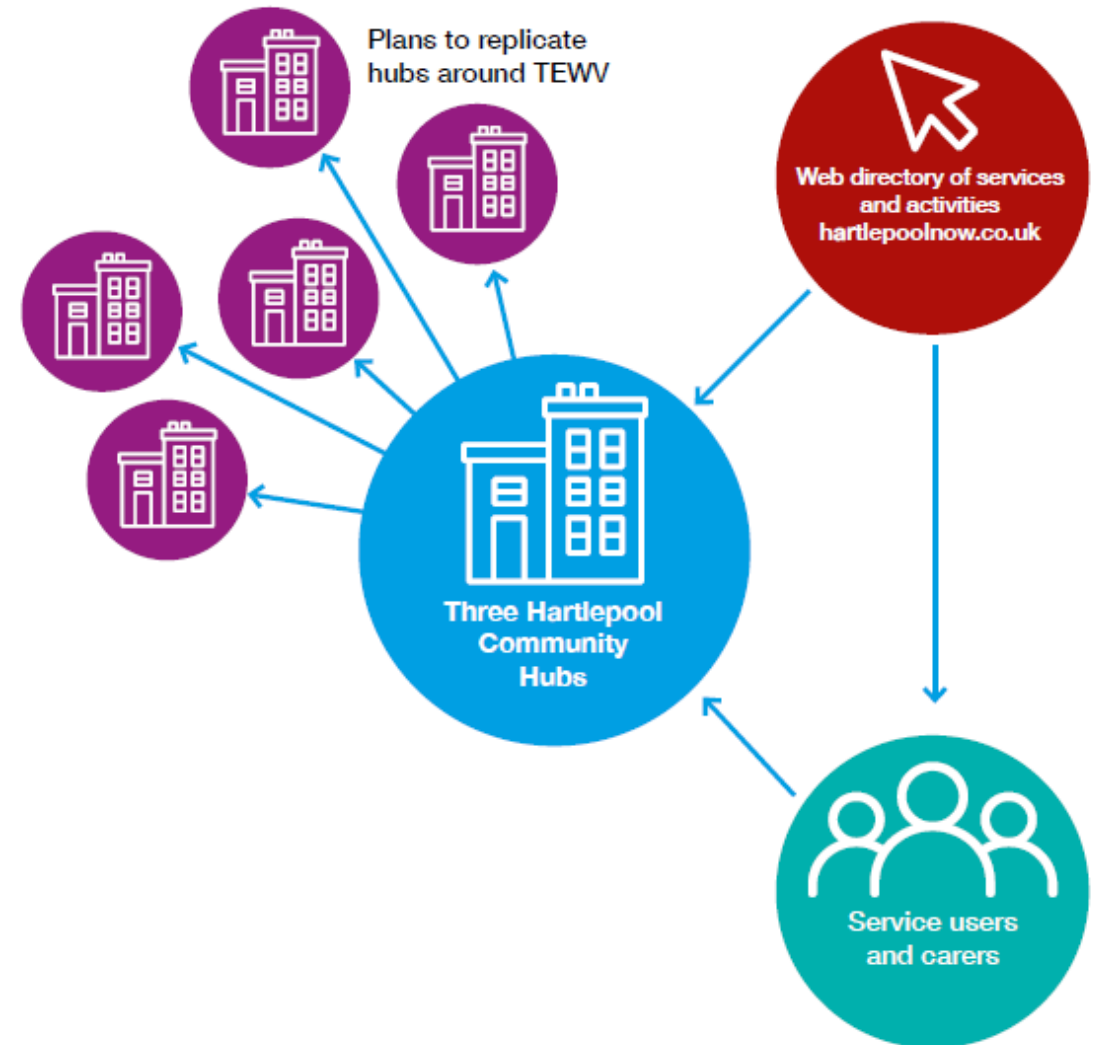 Plans to replicate
hubs around TEWV
Web directory of services
and activities
hartlepoolnow.co.uk
Three Hartlepool
Community
Hubs
Service users
and carers